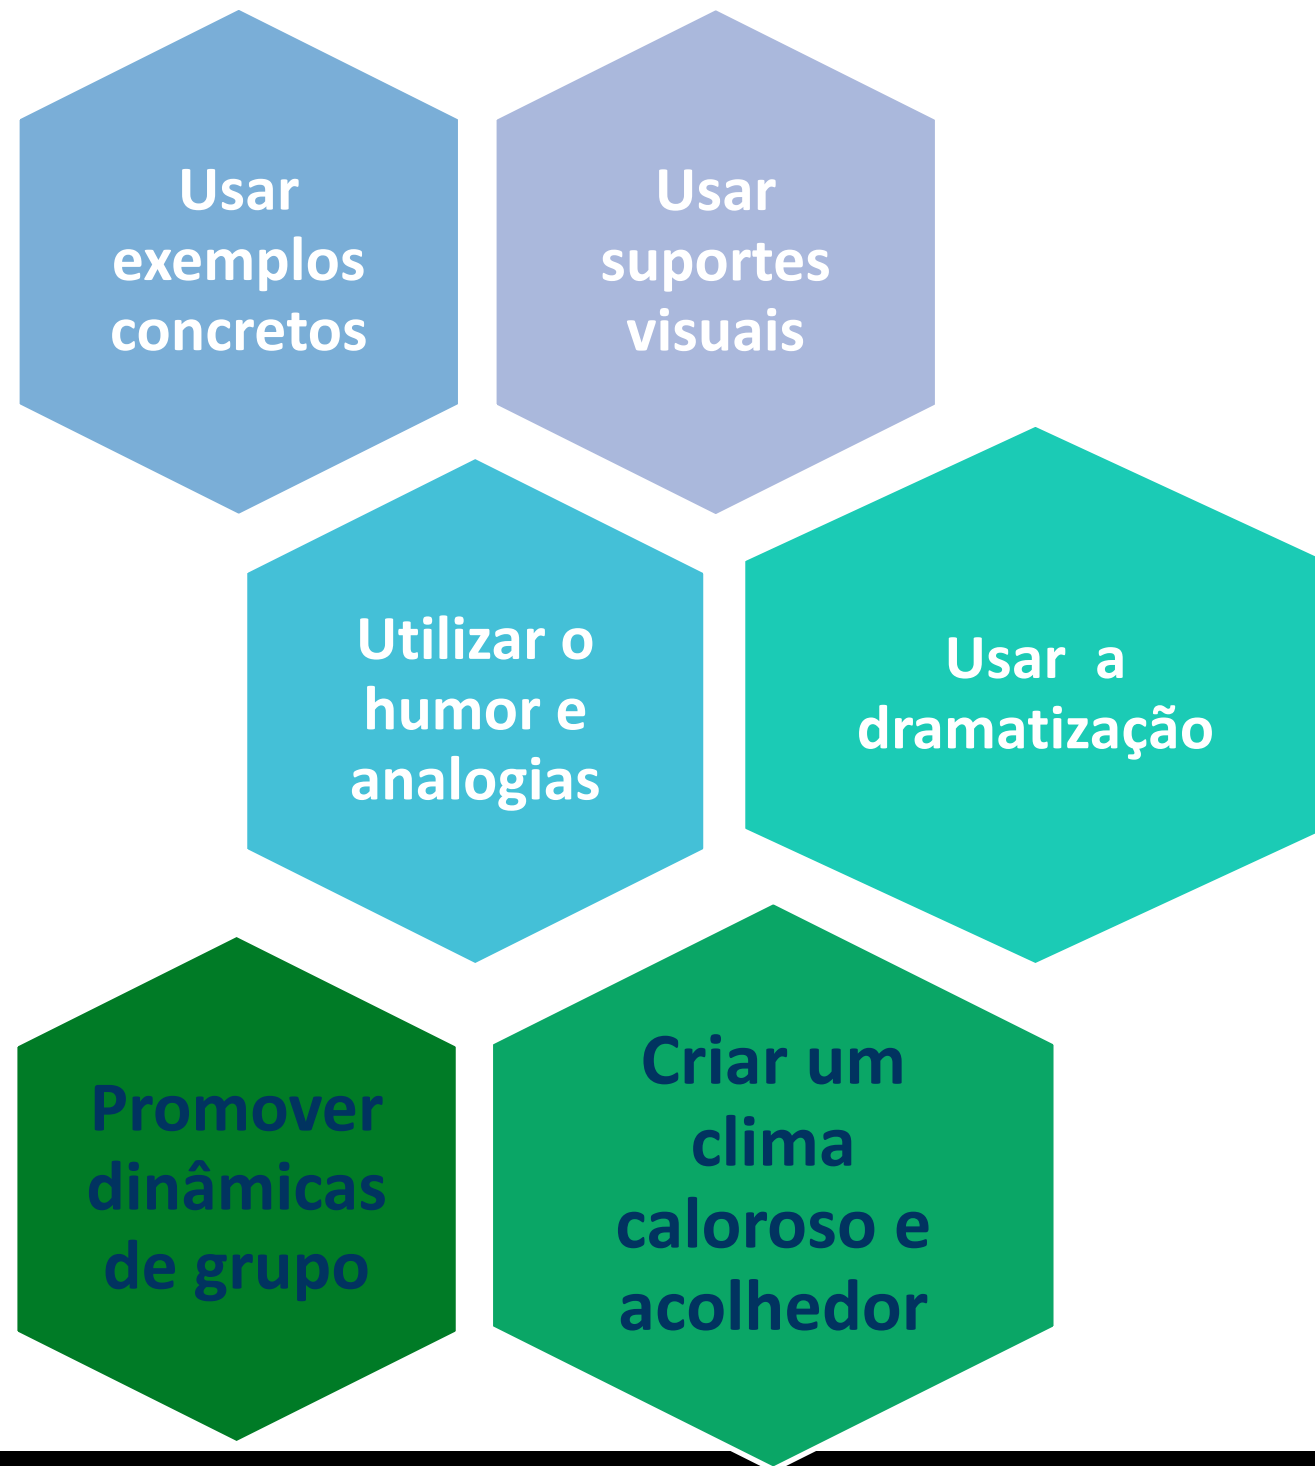 Usar
exemplos
concretos
Usar
suportes
visuais
Utilizar o
humor e
analogias
Usar  a
dramatização
Promover
dinâmicas
de grupo
Criar um
clima
caloroso e
acolhedor